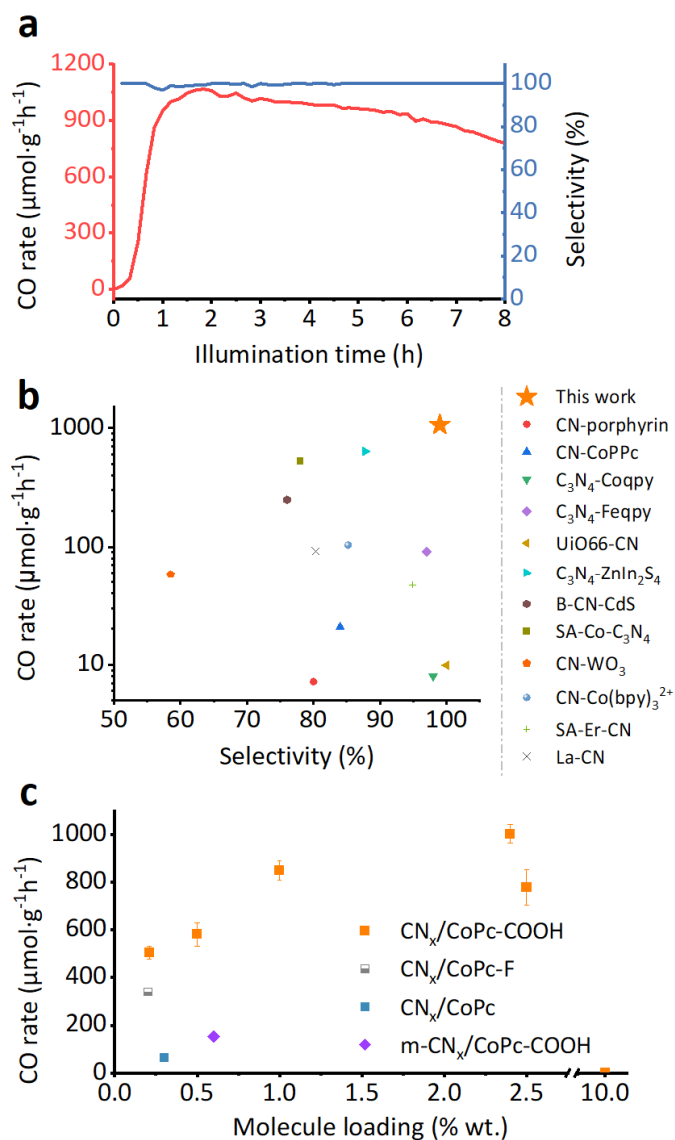 a
1200
900
600
300
0
CO rate (μmol·g⁻¹h⁻¹)
100
80
60
40
20
0
Selectivity (%)
0 1 2 3 4 5 6 7 8
Illumination time (h)
b
1000
100
10
CO rate (μmol·g⁻¹h⁻¹)
50 60 70 80 90 100
Selectivity (%)
This work
CN-porphyrin
CN-CoPPc
C₃N₄-Coqpy
C₃N₄-Feqpy
UiO66-CN
C₃N₄-ZnIn₂S₄
B-CN-CdS
SA-Co-C₃N₄
CN-WO₃
CN-Co(bpy)₃²⁺
SA-Er-CN
La-CN
c
1000
800
600
400
200
0
CO rate (μmol·g⁻¹h⁻¹)
CNₓ/CoPc-COOH
CNₓ/CoPc-F
CNₓ/CoPc
m-CNₓ/CoPc-COOH
0.0 0.5 1.0 1.5 2.0 2.5 10.0
Molecule loading (% wt.)